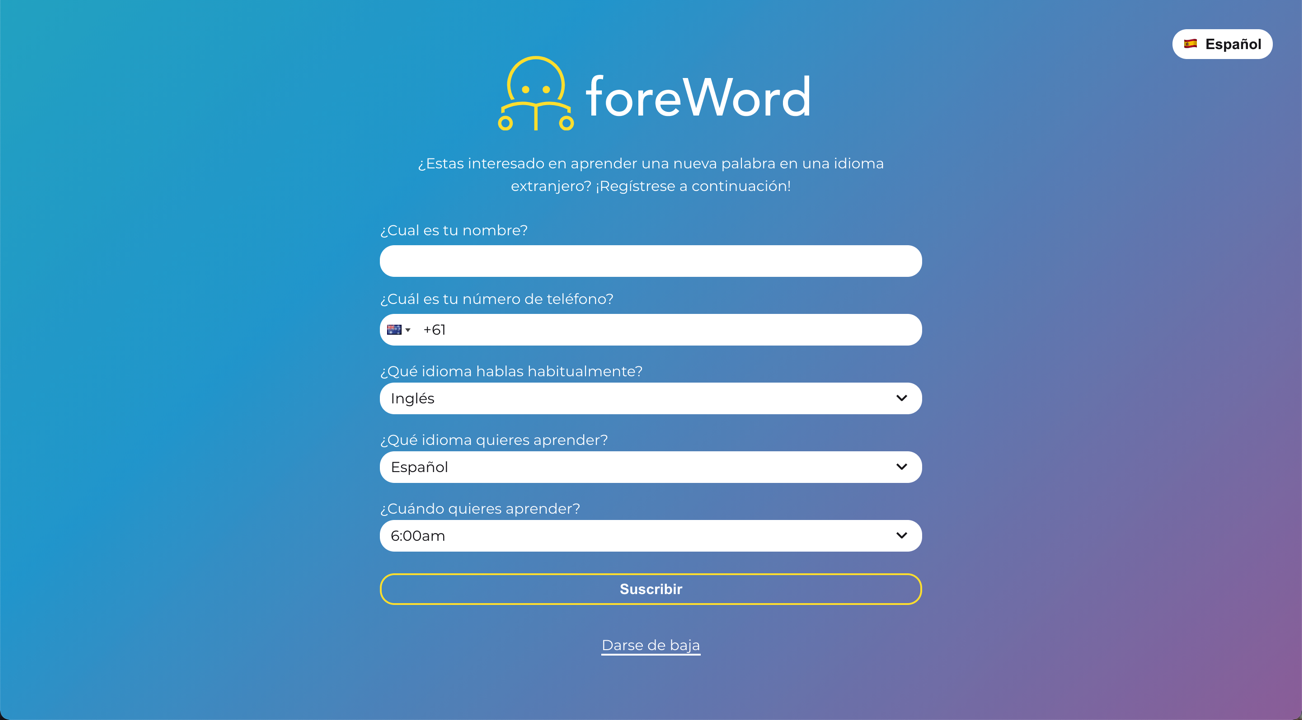 Español
foreWord
¿Estas interesado en aprender una nueva palabra en una idioma
extranjero? ¡Regístrese a continuación!
¿Cual es tu nombre?
¿Cuál es tu número de teléfono?
+61
¿Qué idioma hablas habitualmente?
Inglés
¿Qué idioma quieres aprender?
Español
¿Cuándo quieres aprender?
6:00am
Suscribir
Darse de baja